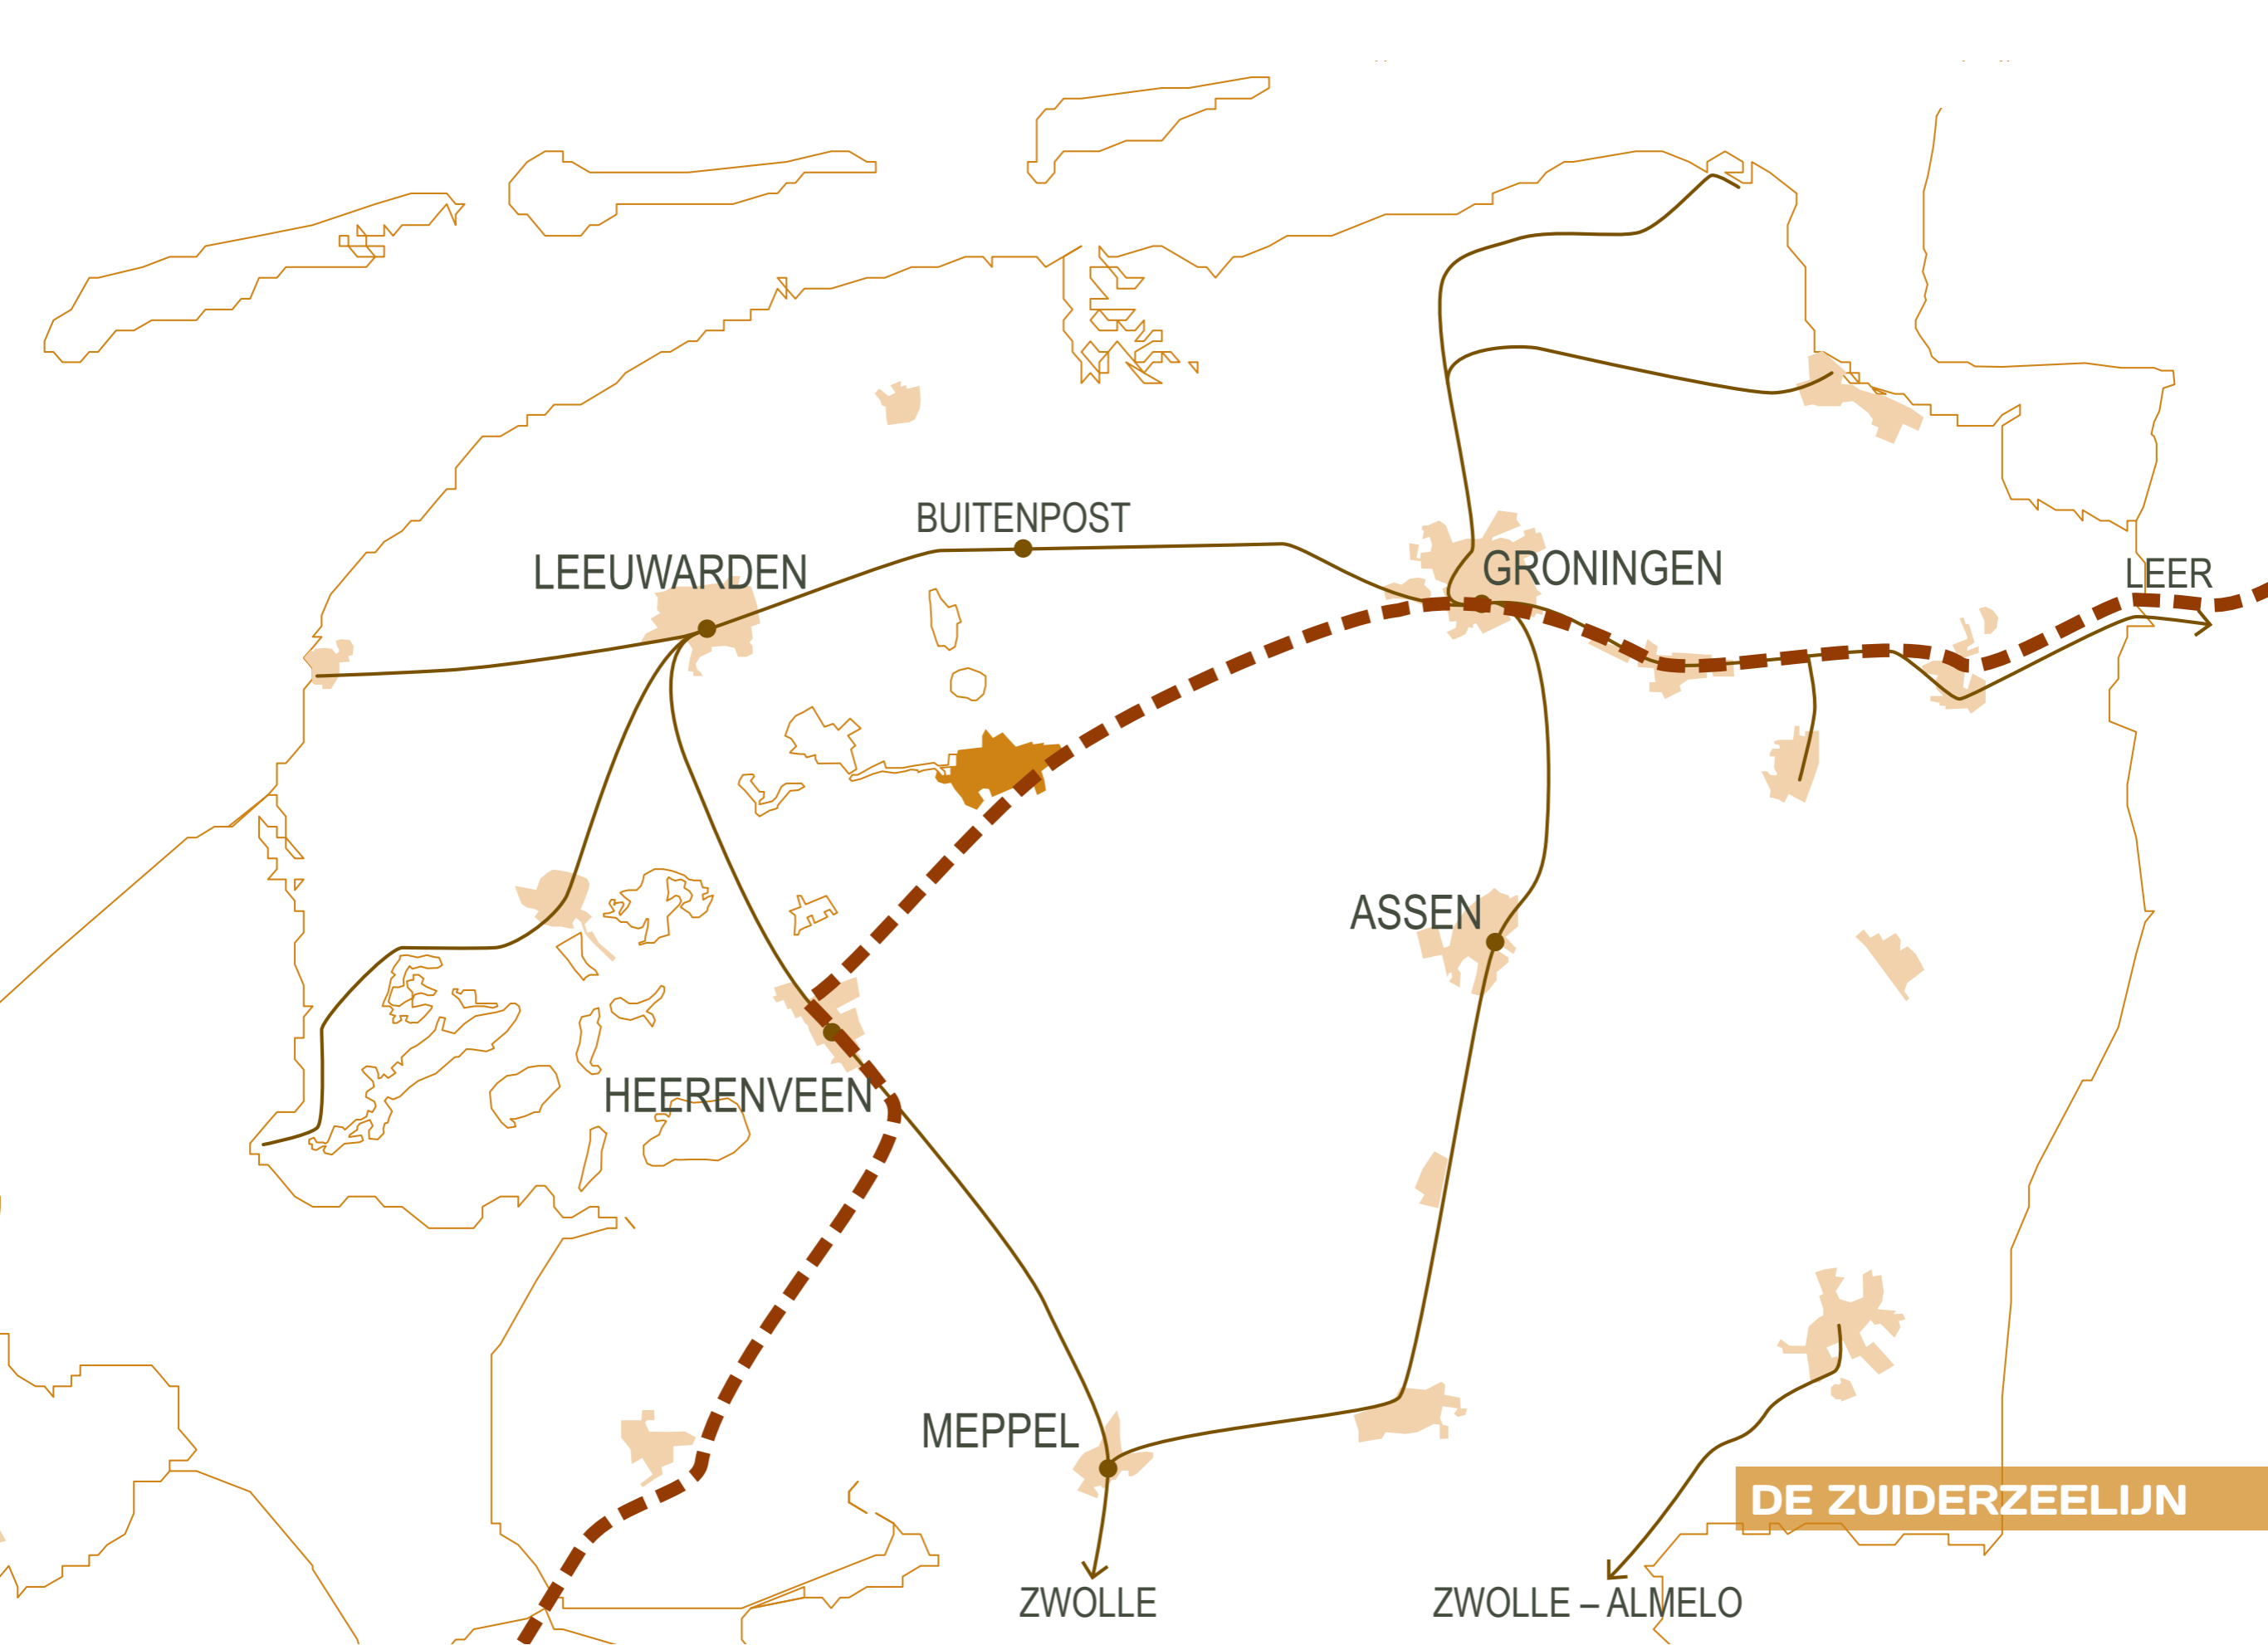 BUITENPOST
LEEUWARDEN
GRONINGEN
LEER
ASSEN
HEERENVEEN
MEPPEL
DE ZUIDERZEELIJN
ZWOLLE
ZWOLLE – ALMELO